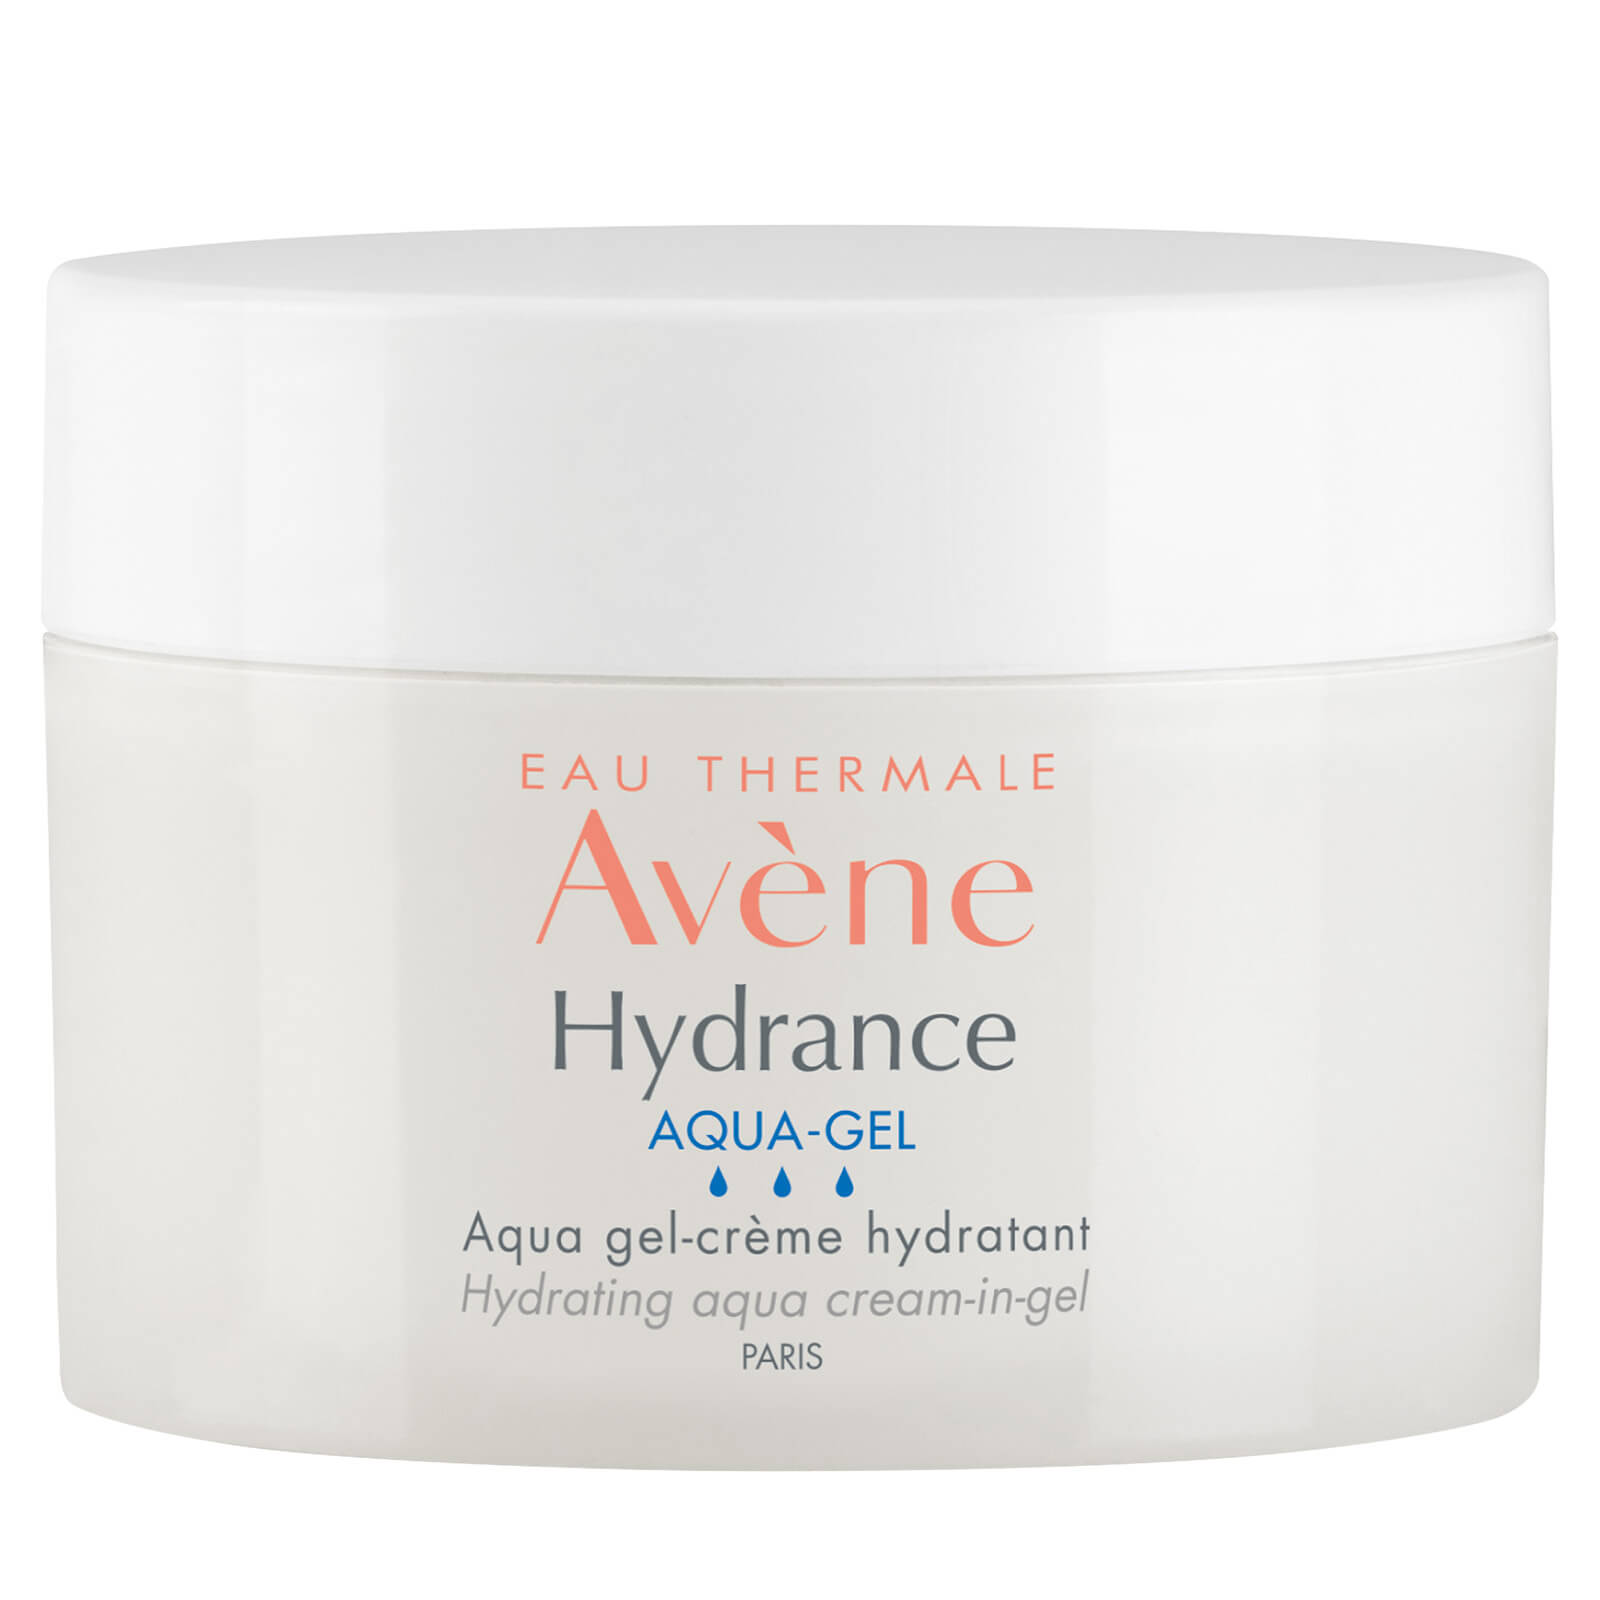 EAU THERMALE
Avène
Hydrance
AQUA-GEL
Aqua gel-crème hydratant
Hydrating aqua cream-in-gel
PARIS